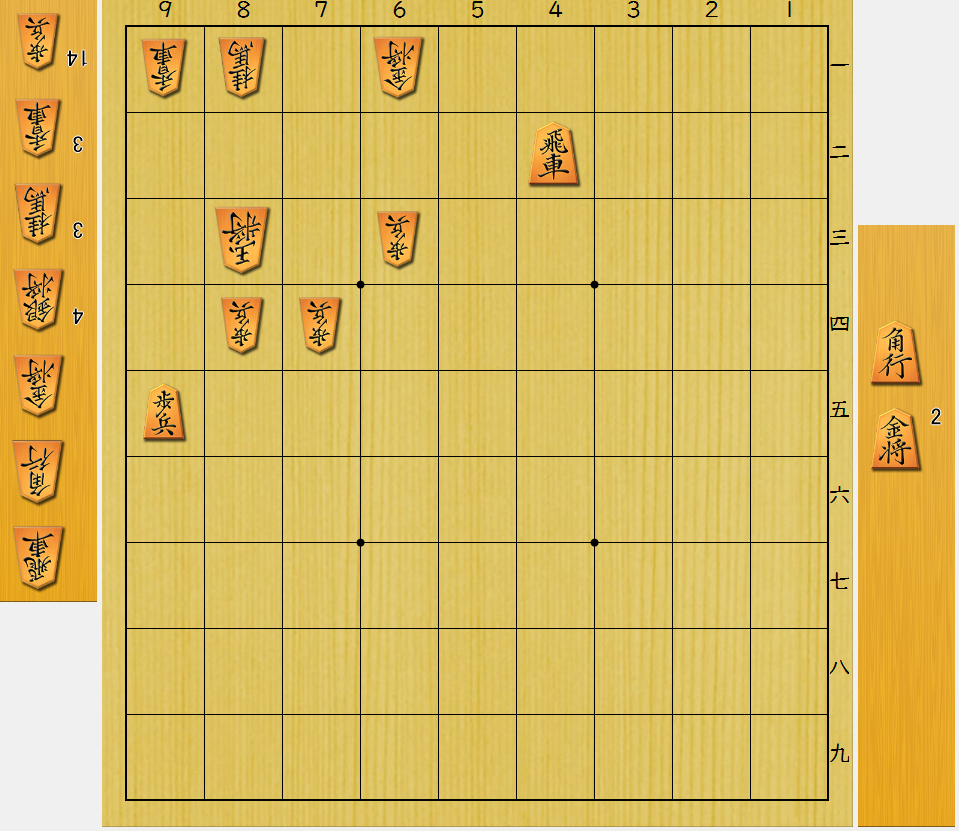 9 8 7 6 5 4 3 2 1
歩兵 14
香車 3
桂馬 3
銀将 4
金将
角行
飛車
香車 桂馬 金将 一
飛車 二
玉将 歩兵 三
歩兵 歩兵 四
歩兵 五
六
七
八
九
角行
金将 2